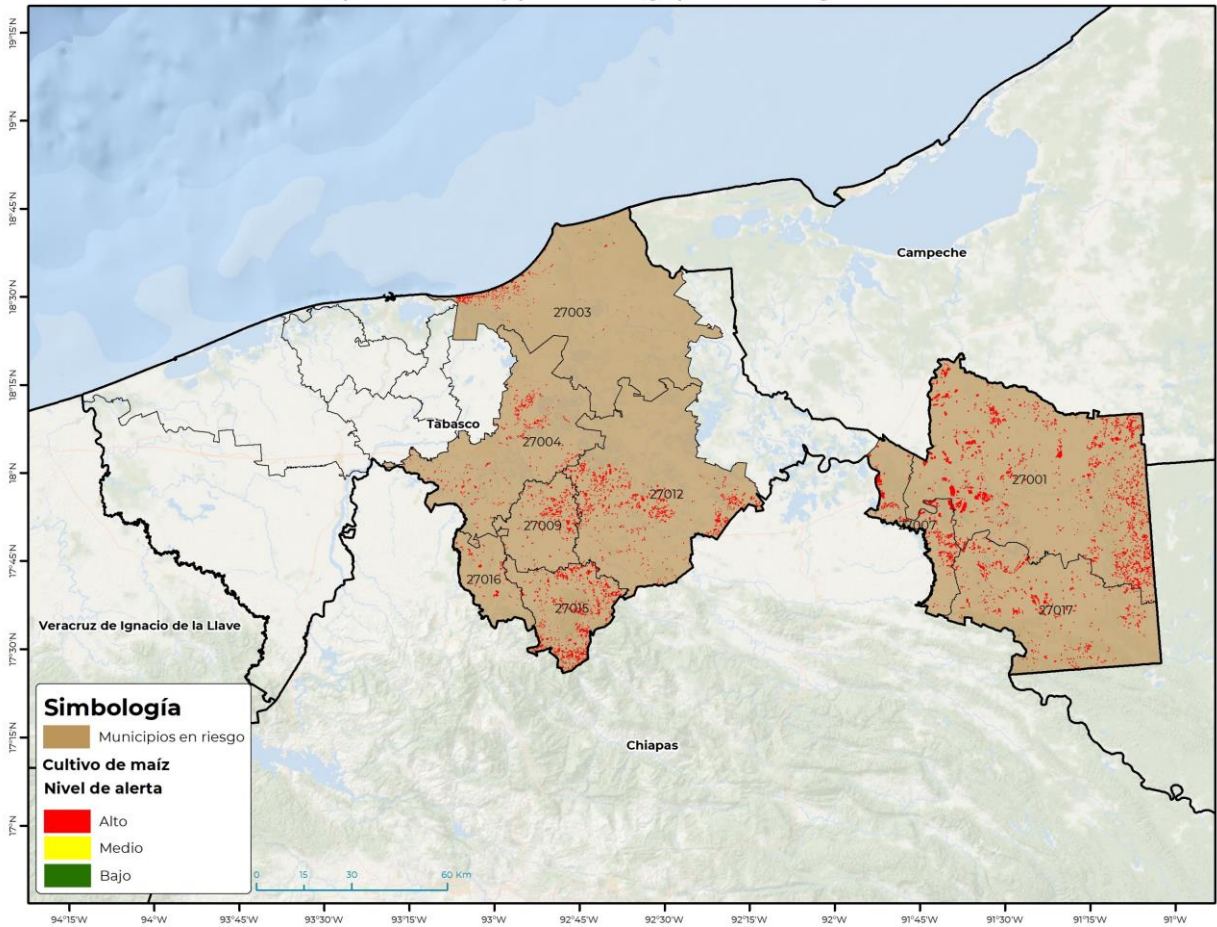 19°15'N
19°N
18°45'N
Campeche
18°30'N
27003
18°15'N
Tabasco
27004
18°N
27001
27012
27009
27007
17°45'N
27016
27015
27017
Veracruz de Ignacio de la Llave
17°30'N
Simbología
Municipios en riesgo
17°15'N
Chiapas
Cultivo de maíz
Nivel de alerta
Alto
17°N
Medio
Bajo
0 15 30 60 Km
94°15'W 94°W 93°45'W 93°30'W 93°15'W 93°W 92°45'W 92°30'W 92°15'W 92°W 91°45'W 91°30'W 91°15'W 91°W